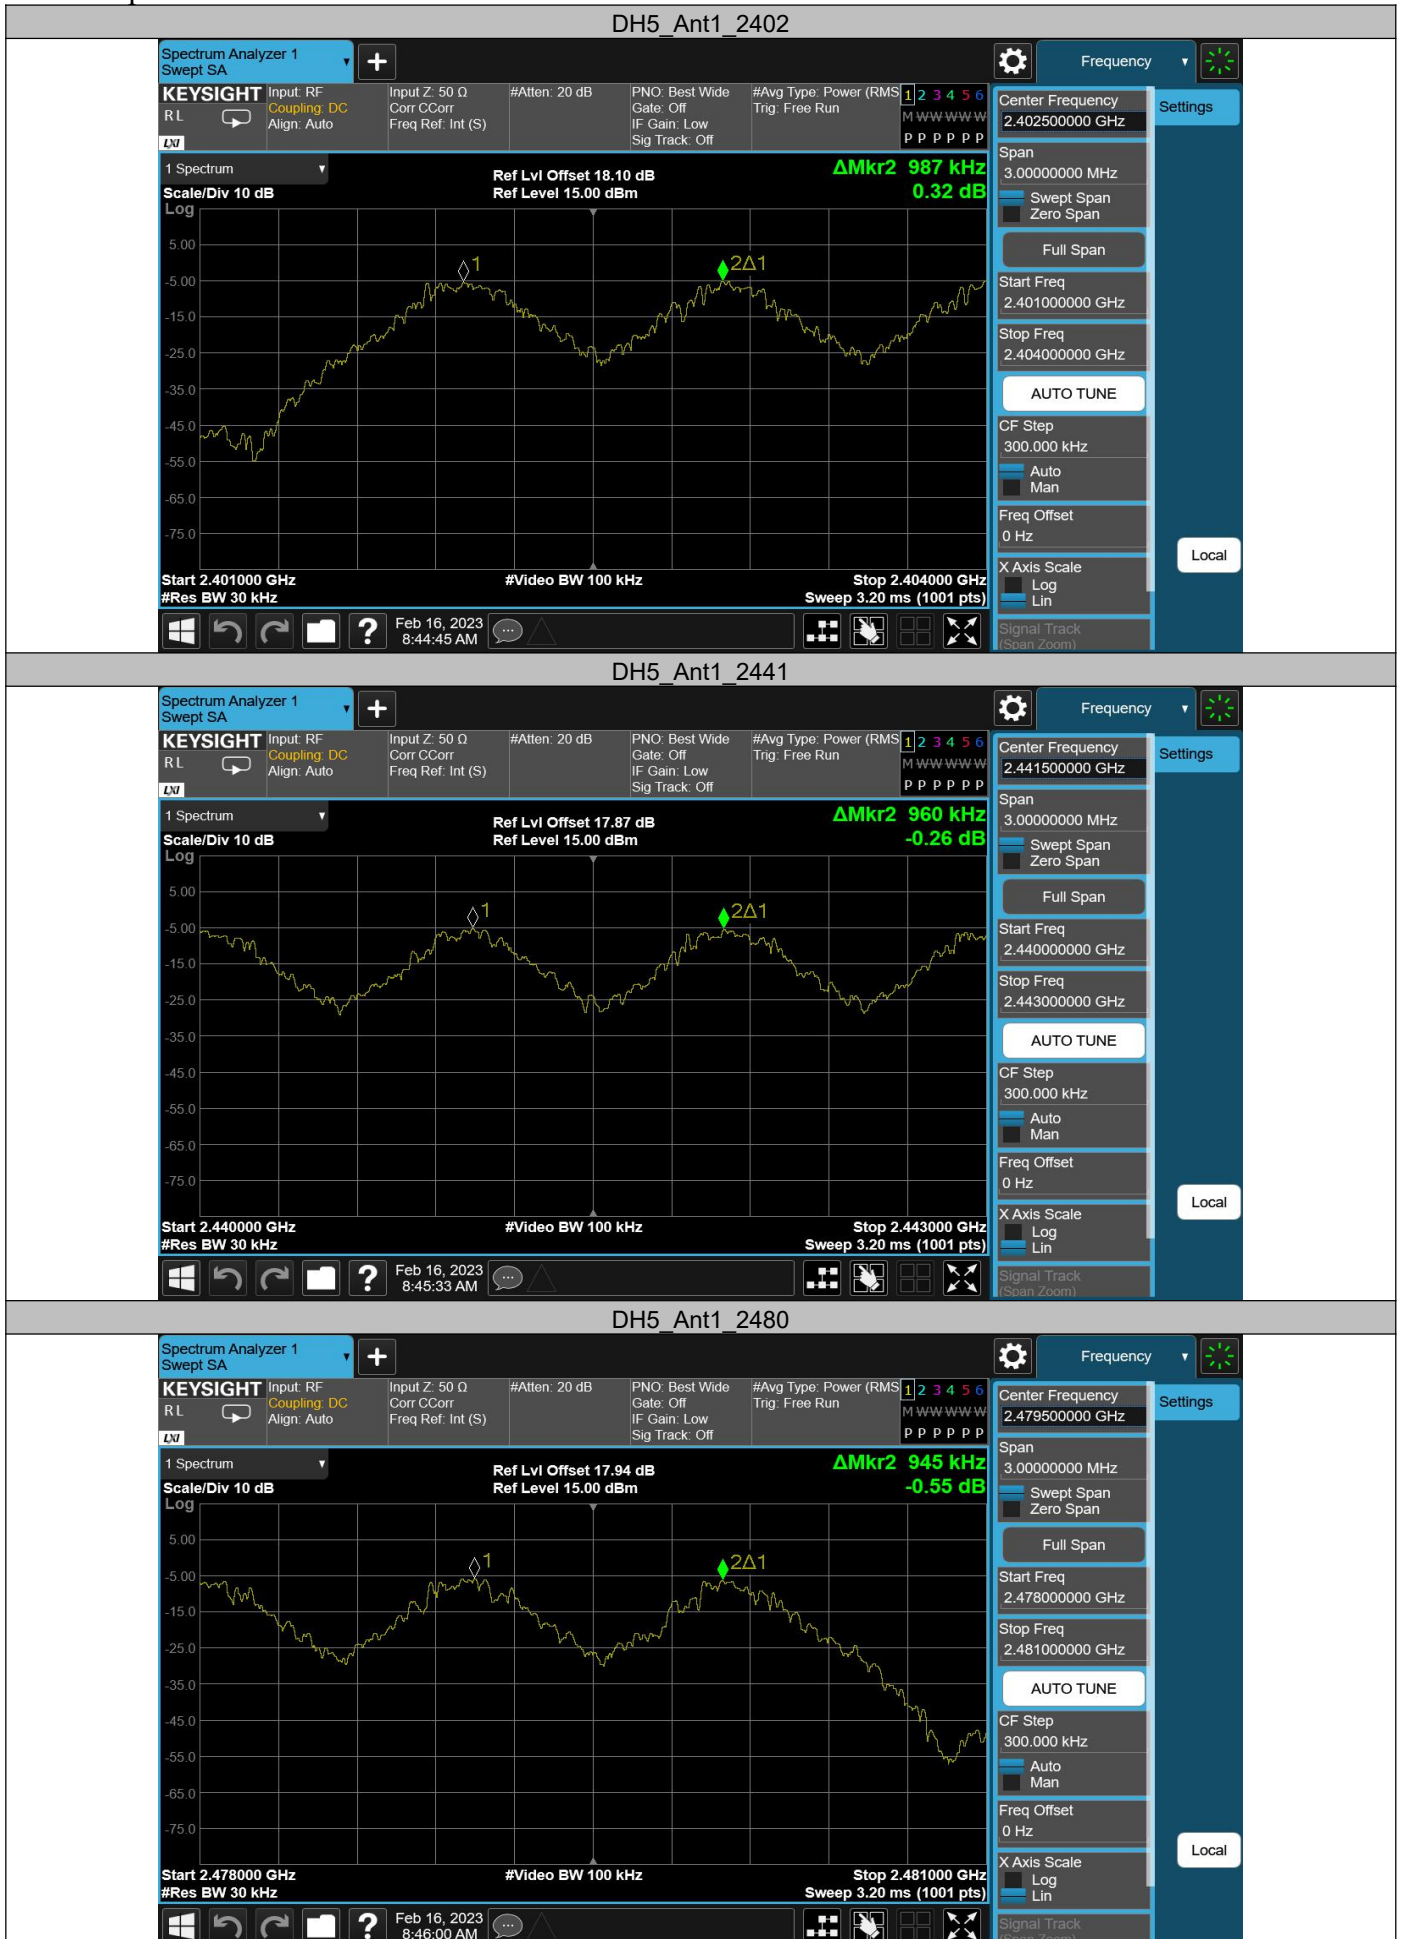 DH5_Ant1_2402
Spectrum Analyzer 1
Swept SA
Frequency
KEYSIGHT
RL
LXI
Input: RF
Coupling: DC
Align: Auto
Input Z: 50 Ω
Corr CCorr
Freq Ref: Int (S)
#Atten: 20 dB
PNO: Best Wide
Gate: Off
IF Gain: Low
Sig Track: Off
#Avg Type: Power (RMS
Trig: Free Run
1 2 3 4 5 6
M W W W W W
P P P P P P
Center Frequency
2.402500000 GHz
Settings
1 Spectrum
Scale/Div 10 dB
Ref Lvl Offset 18.10 dB
Ref Level 15.00 dBm
ΔMkr2 987 kHz
0.32 dB
Log
5.00
-5.00
-15.0
-25.0
-35.0
-45.0
-55.0
-65.0
-75.0
1
2Δ1
Start 2.401000 GHz
#Res BW 30 kHz
#Video BW 100 kHz
Stop 2.404000 GHz
Sweep 3.20 ms (1001 pts)
Span
3.00000000 MHz
Swept Span
Zero Span
Full Span
Start Freq
2.401000000 GHz
Stop Freq
2.404000000 GHz
AUTO TUNE
CF Step
300.000 kHz
Auto
Man
Freq Offset
0 Hz
X Axis Scale
Log
Lin
Signal Track
(Span Zoom)
Local
Feb 16, 2023
8:44:45 AM
DH5_Ant1_2441
Spectrum Analyzer 1
Swept SA
Frequency
KEYSIGHT
RL
LXI
Input: RF
Coupling: DC
Align: Auto
Input Z: 50 Ω
Corr CCorr
Freq Ref: Int (S)
#Atten: 20 dB
PNO: Best Wide
Gate: Off
IF Gain: Low
Sig Track: Off
#Avg Type: Power (RMS
Trig: Free Run
1 2 3 4 5 6
M W W W W W
P P P P P P
Center Frequency
2.441500000 GHz
Settings
1 Spectrum
Scale/Div 10 dB
Ref Lvl Offset 17.87 dB
Ref Level 15.00 dBm
ΔMkr2 960 kHz
-0.26 dB
Log
5.00
-5.00
-15.0
-25.0
-35.0
-45.0
-55.0
-65.0
-75.0
1
2Δ1
Start 2.440000 GHz
#Res BW 30 kHz
#Video BW 100 kHz
Stop 2.443000 GHz
Sweep 3.20 ms (1001 pts)
Span
3.00000000 MHz
Swept Span
Zero Span
Full Span
Start Freq
2.440000000 GHz
Stop Freq
2.443000000 GHz
AUTO TUNE
CF Step
300.000 kHz
Auto
Man
Freq Offset
0 Hz
X Axis Scale
Log
Lin
Signal Track
(Span Zoom)
Local
Feb 16, 2023
8:45:33 AM
DH5_Ant1_2480
Spectrum Analyzer 1
Swept SA
Frequency
KEYSIGHT
RL
LXI
Input: RF
Coupling: DC
Align: Auto
Input Z: 50 Ω
Corr CCorr
Freq Ref: Int (S)
#Atten: 20 dB
PNO: Best Wide
Gate: Off
IF Gain: Low
Sig Track: Off
#Avg Type: Power (RMS
Trig: Free Run
1 2 3 4 5 6
M W W W W W
P P P P P P
Center Frequency
2.479500000 GHz
Settings
1 Spectrum
Scale/Div 10 dB
Ref Lvl Offset 17.94 dB
Ref Level 15.00 dBm
ΔMkr2 945 kHz
-0.55 dB
Log
5.00
-5.00
-15.0
-25.0
-35.0
-45.0
-55.0
-65.0
-75.0
1
2Δ1
Start 2.478000 GHz
#Res BW 30 kHz
#Video BW 100 kHz
Stop 2.481000 GHz
Sweep 3.20 ms (1001 pts)
Span
3.00000000 MHz
Swept Span
Zero Span
Full Span
Start Freq
2.478000000 GHz
Stop Freq
2.481000000 GHz
AUTO TUNE
CF Step
300.000 kHz
Auto
Man
Freq Offset
0 Hz
X Axis Scale
Log
Lin
Signal Track
Local
Feb 16, 2023
8:46:00 AM